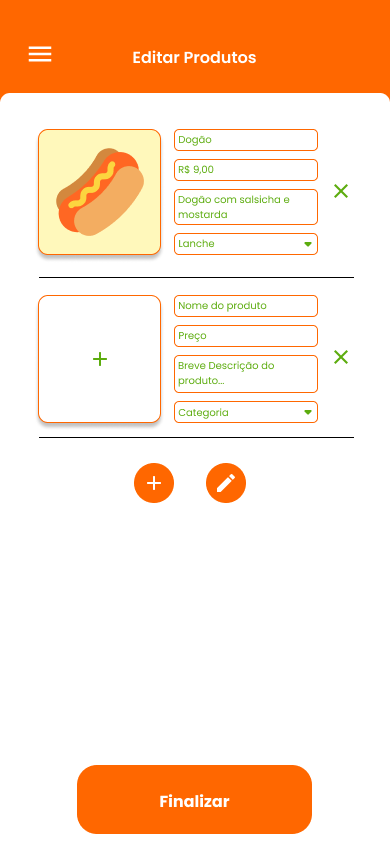 Editar Produtos
Dogão
R$ 9,00
Dogão com salsicha e
mostarda
Lanche
Nome do produto
Preço
Breve Descrição do
produto...
Categoria
Finalizar